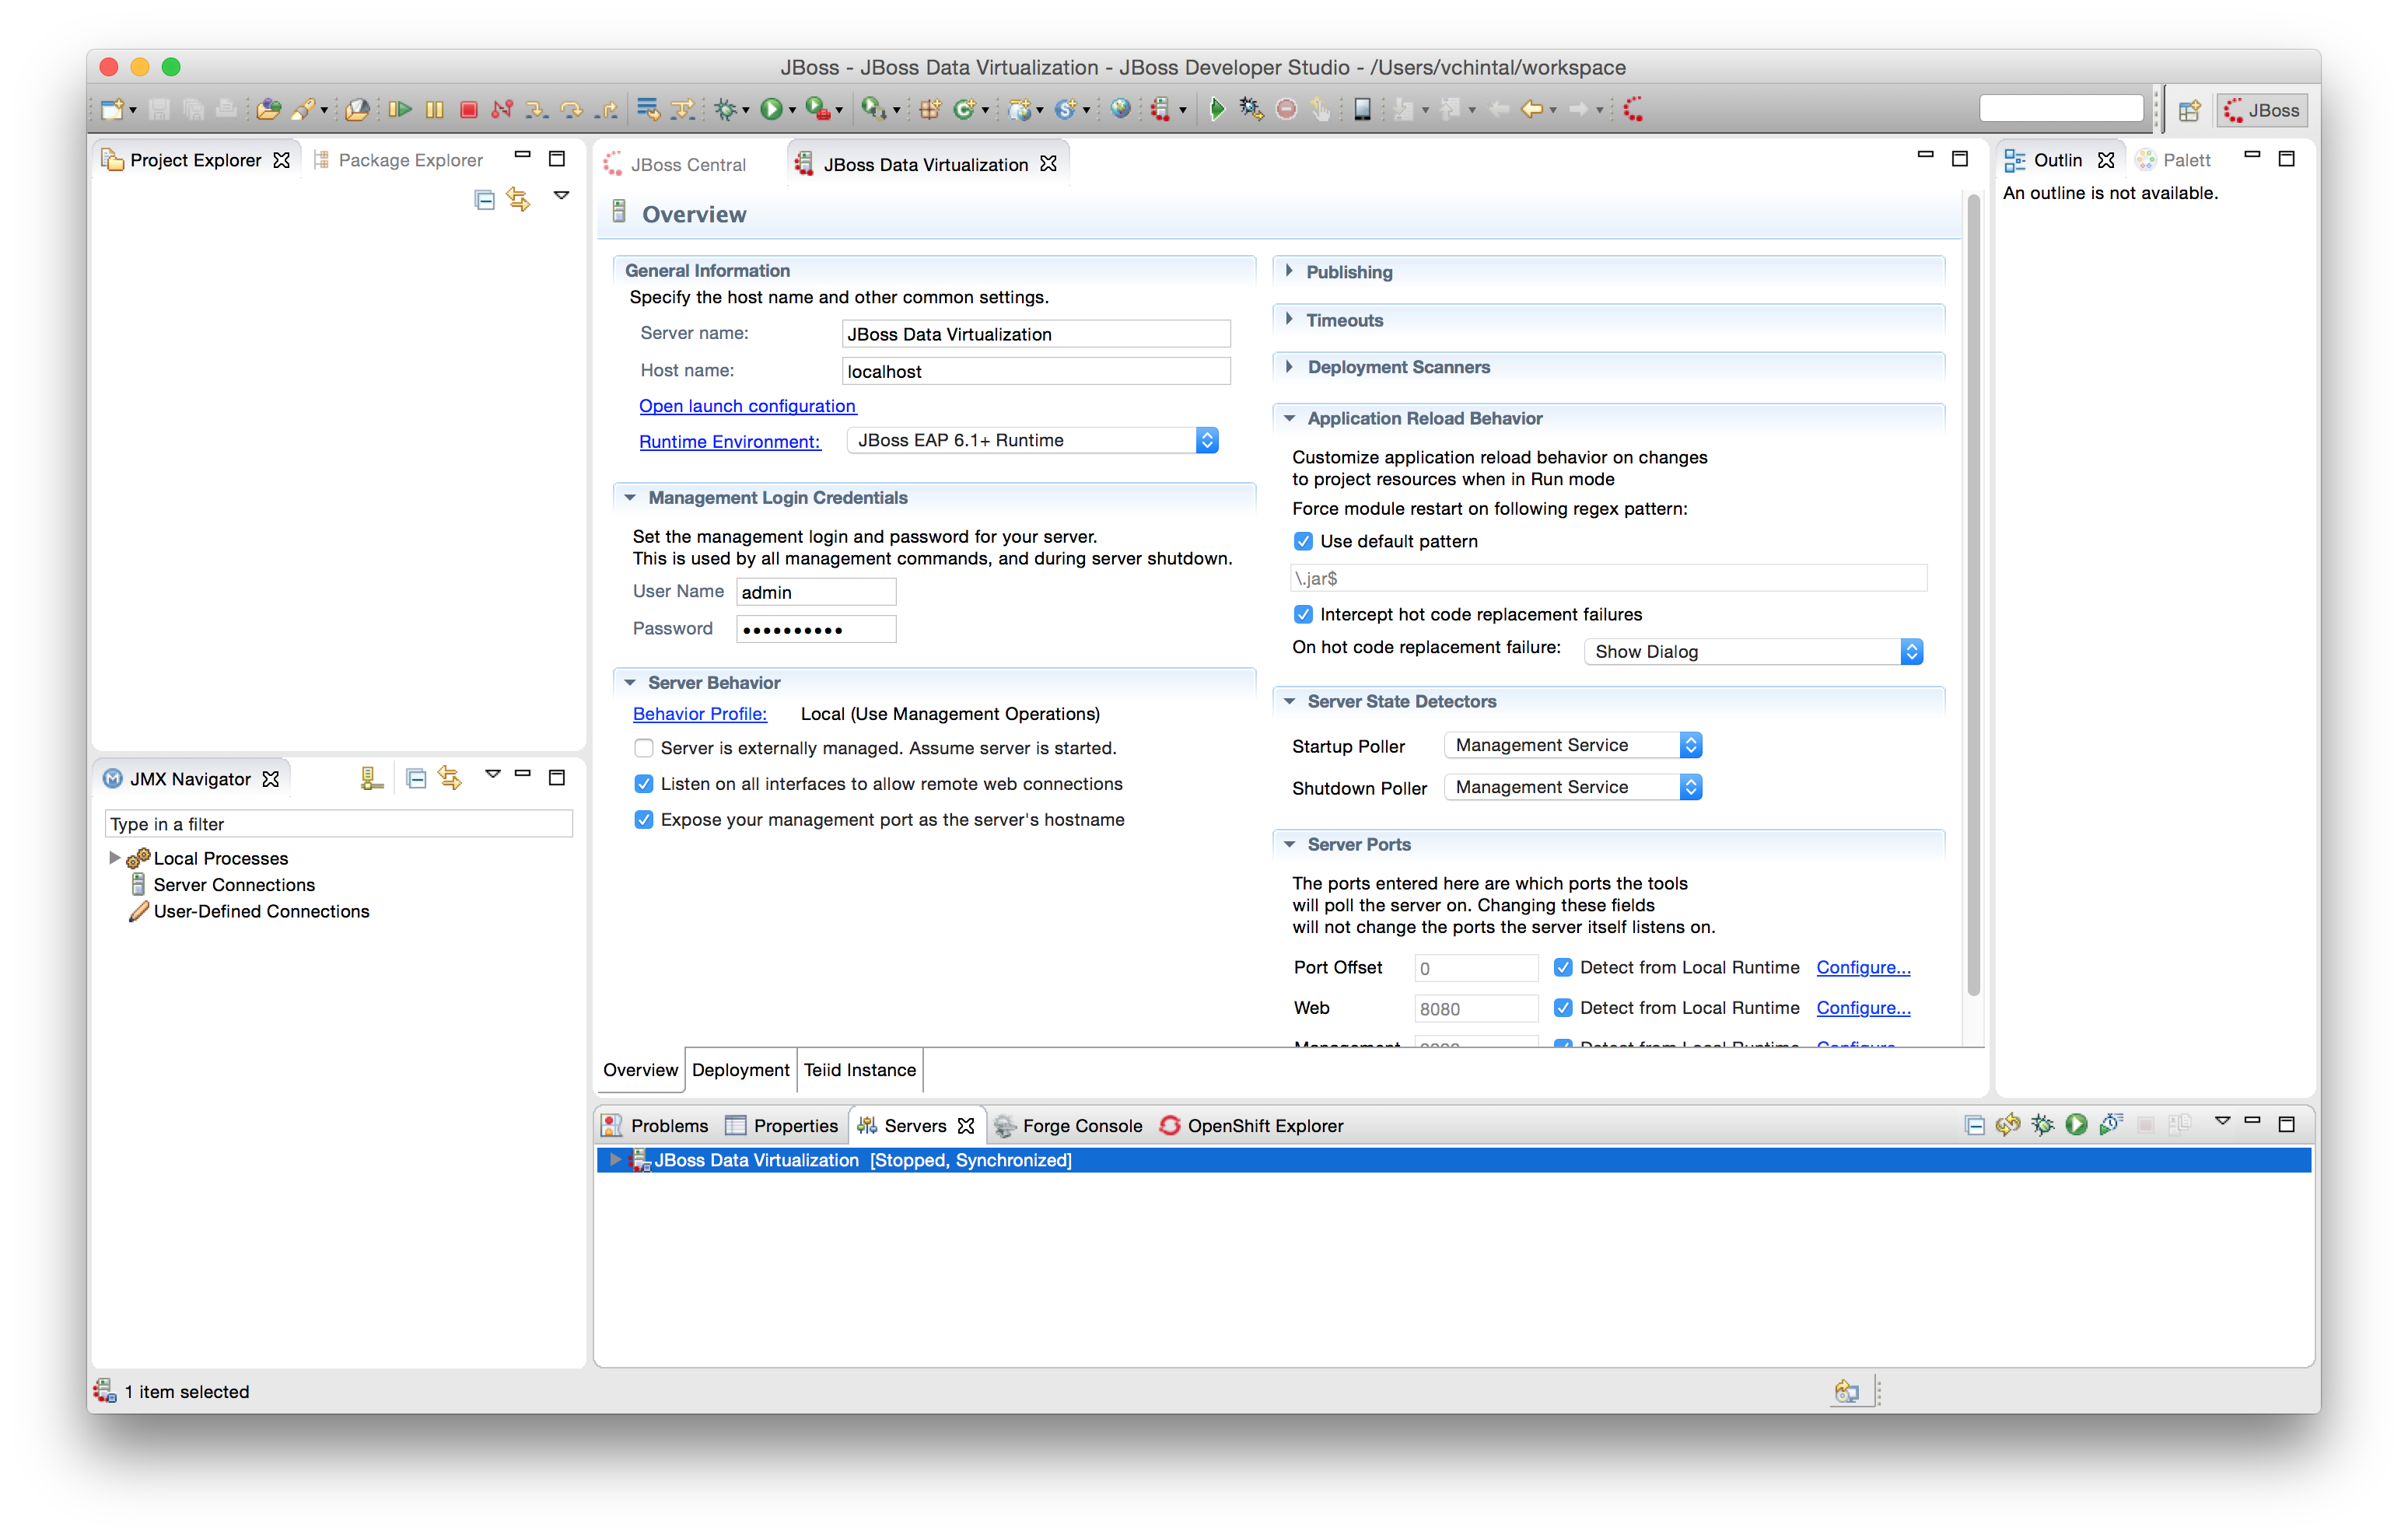 JBoss - JBoss Data Virtualization - JBoss Developer Studio - /Users/vchintal/workspace
JBoss
Project Explorer
Package Explorer
JBoss Central
JBoss Data Virtualization
Outlin
Palett
An outline is not available.
Overview
General Information
Specify the host name and other common settings.
Server name:
JBoss Data Virtualization
Host name:
localhost
Open launch configuration
Runtime Environment:
JBoss EAP 6.1+ Runtime
Management Login Credentials
Set the management login and password for your server.
This is used by all management commands, and during server shutdown.
User Name
admin
Password
••••••••••
Server Behavior
Behavior Profile:
Local (Use Management Operations)
Server is externally managed. Assume server is started.
Listen on all interfaces to allow remote web connections
Expose your management port as the server's hostname
Publishing
Timeouts
Deployment Scanners
Application Reload Behavior
Customize application reload behavior on changes
to project resources when in Run mode
Force module restart on following regex pattern:
Use default pattern
\.jar$
Intercept hot code replacement failures
On hot code replacement failure:
Show Dialog
Server State Detectors
Startup Poller
Management Service
Shutdown Poller
Management Service
Server Ports
The ports entered here are which ports the tools
will poll the server on. Changing these fields
will not change the ports the server itself listens on.
Port Offset
0
Detect from Local Runtime
Configure...
Web
8080
Detect from Local Runtime
Configure...
Management
Detect from Local Runtime
Configure...
Overview
Deployment
Teiid Instance
JMX Navigator
Type in a filter
Local Processes
Server Connections
User-Defined Connections
Problems
Properties
Servers
Forge Console
OpenShift Explorer
JBoss Data Virtualization [Stopped, Synchronized]
1 item selected